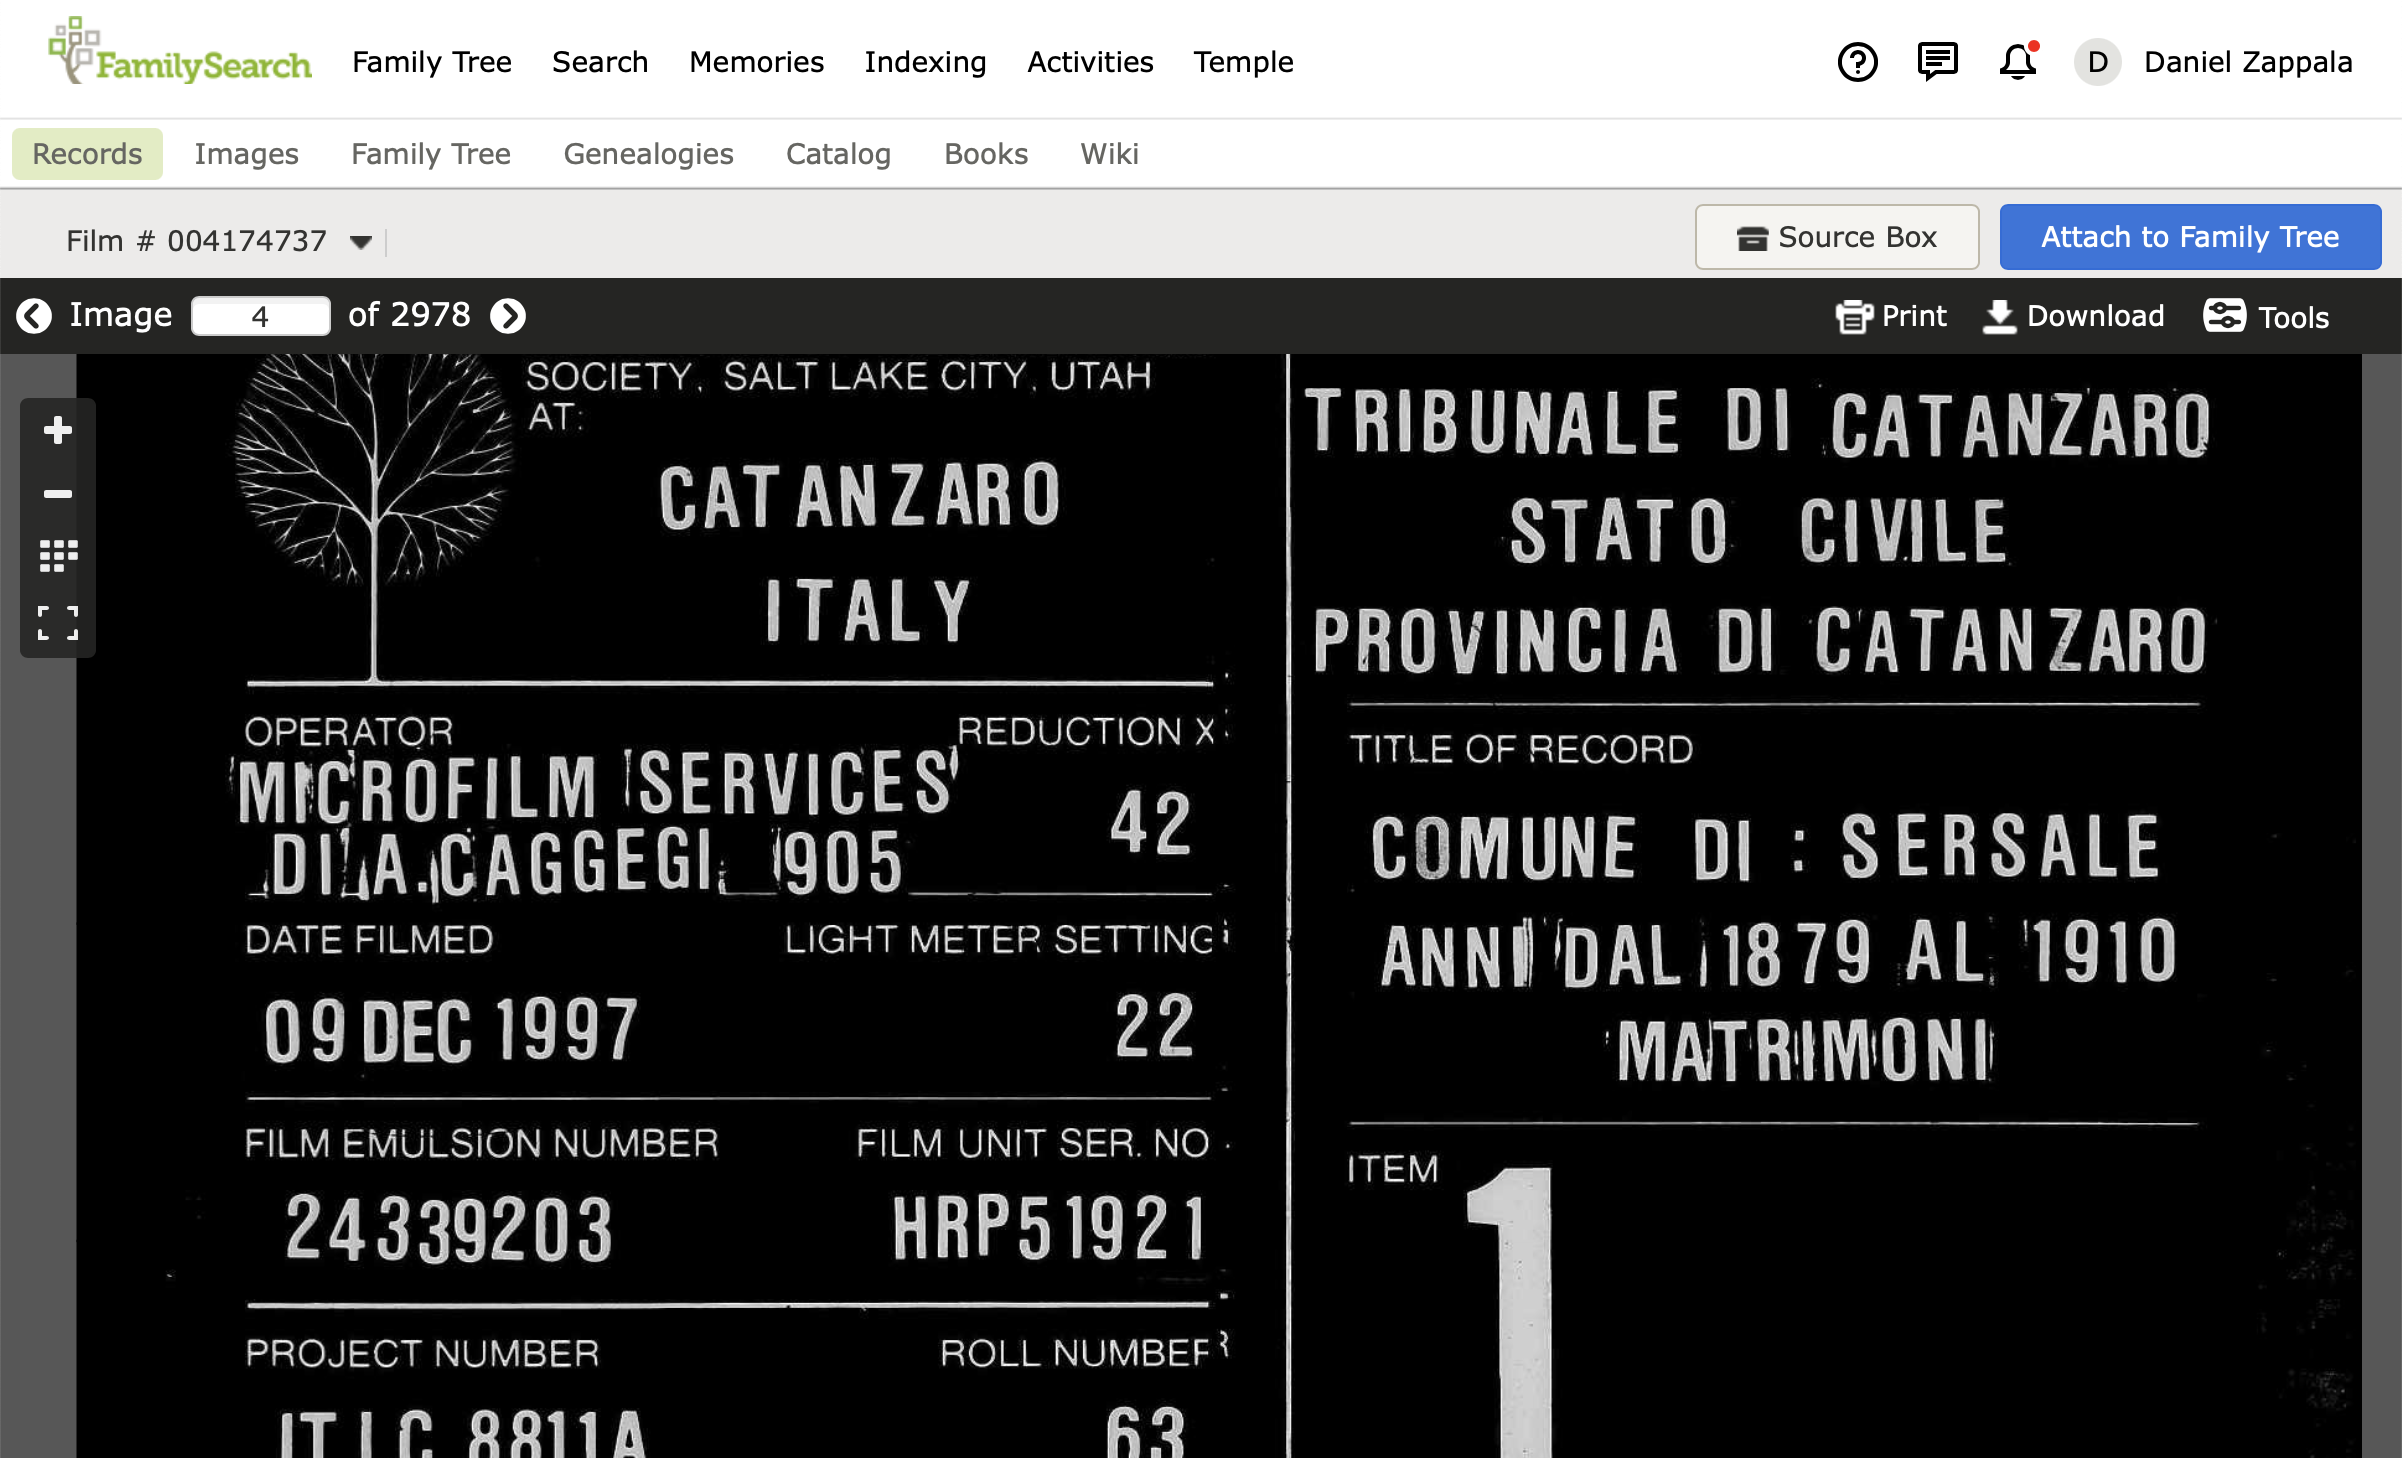 FamilySearch Family Tree Search Memories Indexing Activities Temple D Daniel Zappala
Records Images Family Tree Genealogies Catalog Books Wiki
Film # 004174737 Source Box Attach to Family Tree
Image 4 of 2978 Print Download Tools
SOCIETY, SALT LAKE CITY, UTAH
AT:
CATANZARO
ITALY
OPERATOR REDUCTION X
MICROFILM SERVICES 42
DI A. CAGGEGI 905
DATE FILMED LIGHT METER SETTING
09 DEC 1997 22
FILM EMULSION NUMBER FILM UNIT SER. NO.
24339203 HRP51921
PROJECT NUMBER ROLL NUMBER
8811A 63
TRIBUNALE DI CATANZARO
STATO CIVILE
PROVINCIA DI CATANZARO
TITLE OF RECORD
COMUNE DI : SERSALE
ANNI DAL 1879 AL 1910
MATRIMONI
ITEM 1